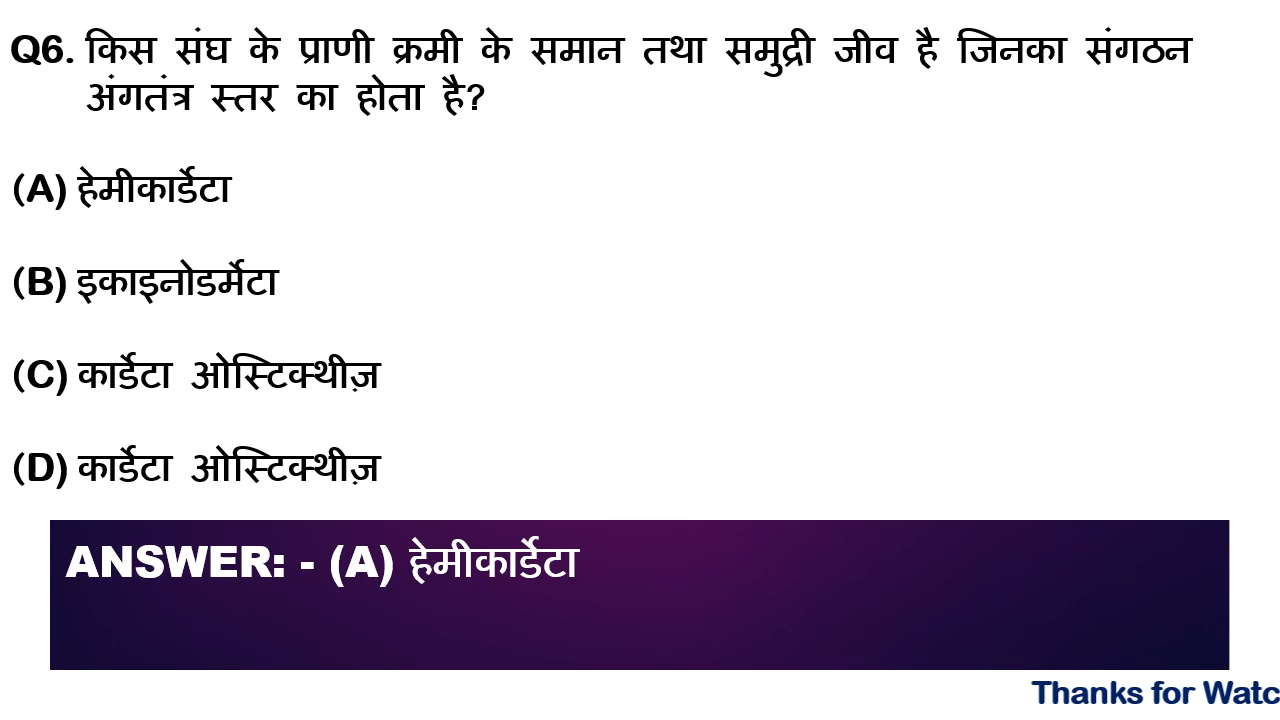 Q6. किस संघ के प्राणी क्रमी के समान तथा समुद्री जीव है जिनका संगठन
अंगतंत्र स्तर का होता है?
(A) हेमीकार्डेटा
(B) इकाइनोडर्मेटा
(C) कार्डेटा ओस्टिक्थीज़
(D) कार्डेटा ओस्टिक्थीज़
ANSWER: - (A) हेमीकार्डेटा
Thanks for Watc